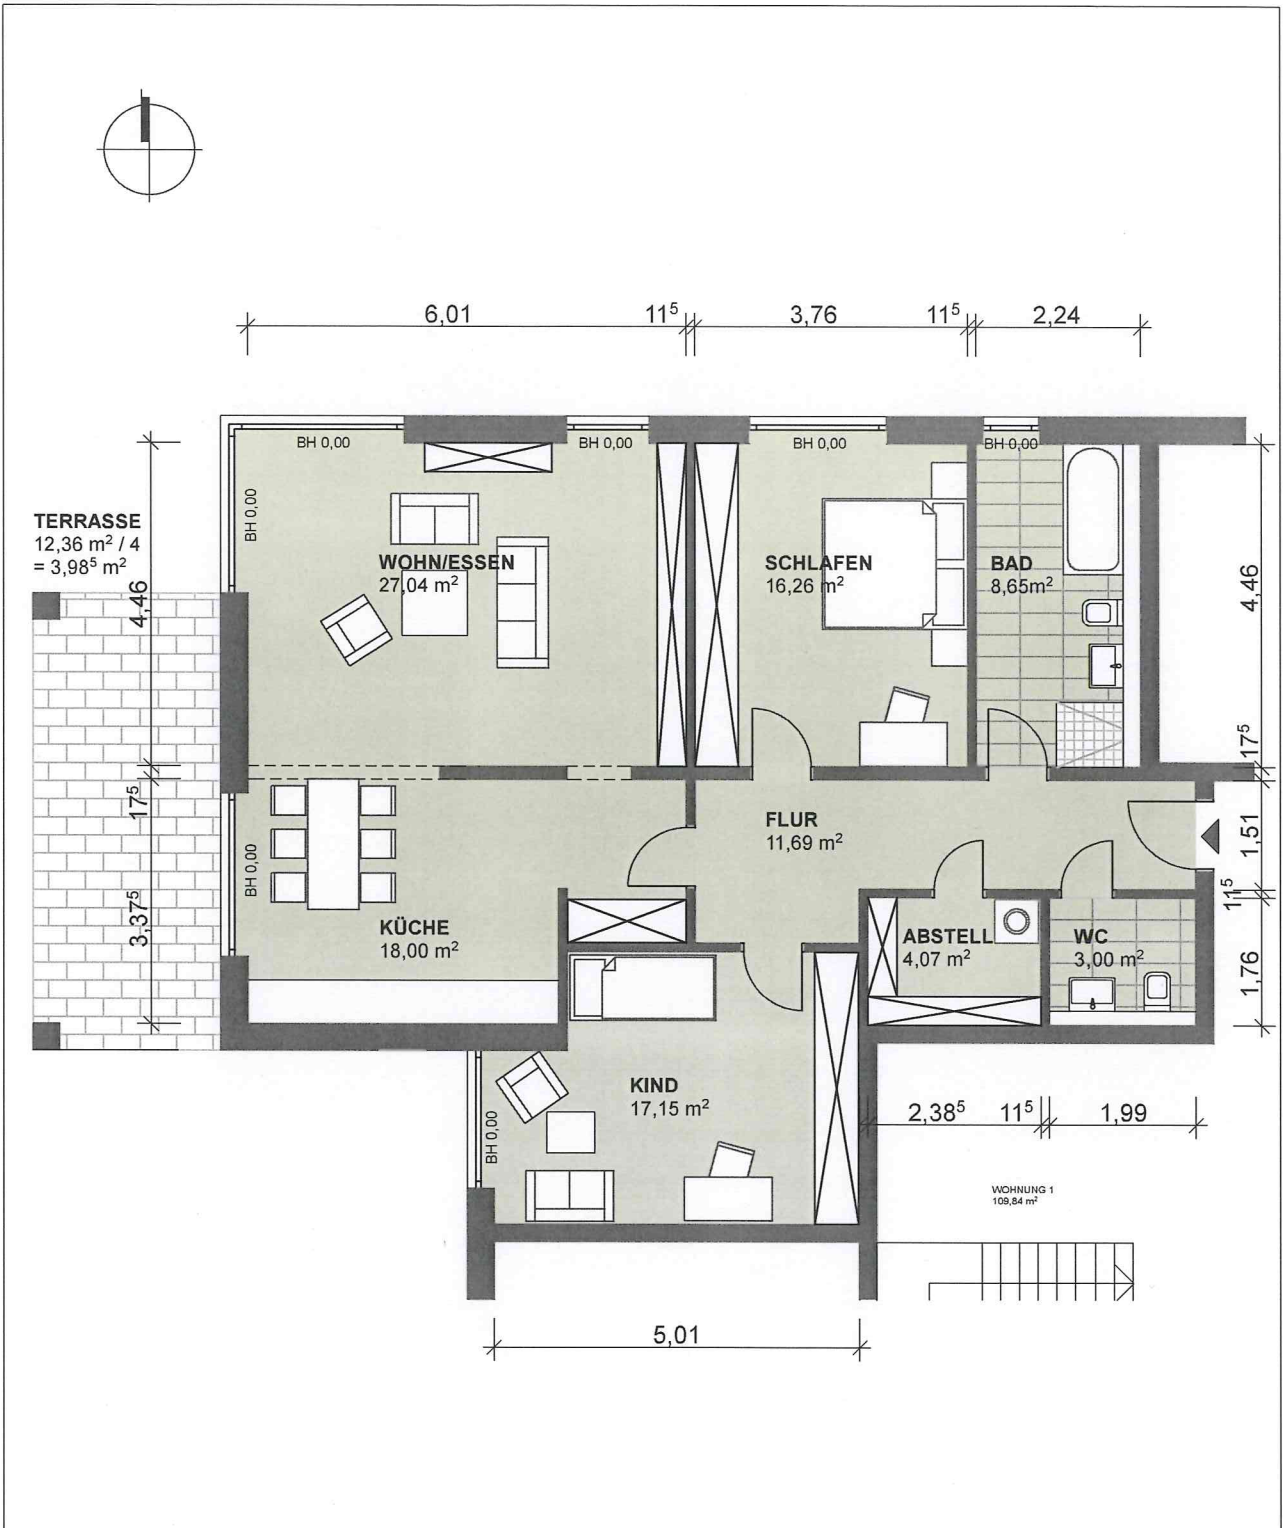 6,01
11⁵
3,76
11⁵
2,24
BH 0,00
BH 0,00
BH 0,00
BH 0,00
BH 0,00
TERRASSE
12,36 m² / 4
= 3,98⁵ m²
4,46
WOHN/ESSEN
27,04 m²
SCHLAFEN
16,26 m²
BAD
8,65m²
4,46
17⁵
17⁵
FLUR
11,69 m²
1,51
BH 0,00
11⁵
3,37⁵
KÜCHE
18,00 m²
ABSTELL
4,07 m²
WC
3,00 m²
1,76
KIND
17,15 m²
BH 0,00
2,38⁵
11⁵
1,99
WOHNUNG 1
109,84 m²
5,01